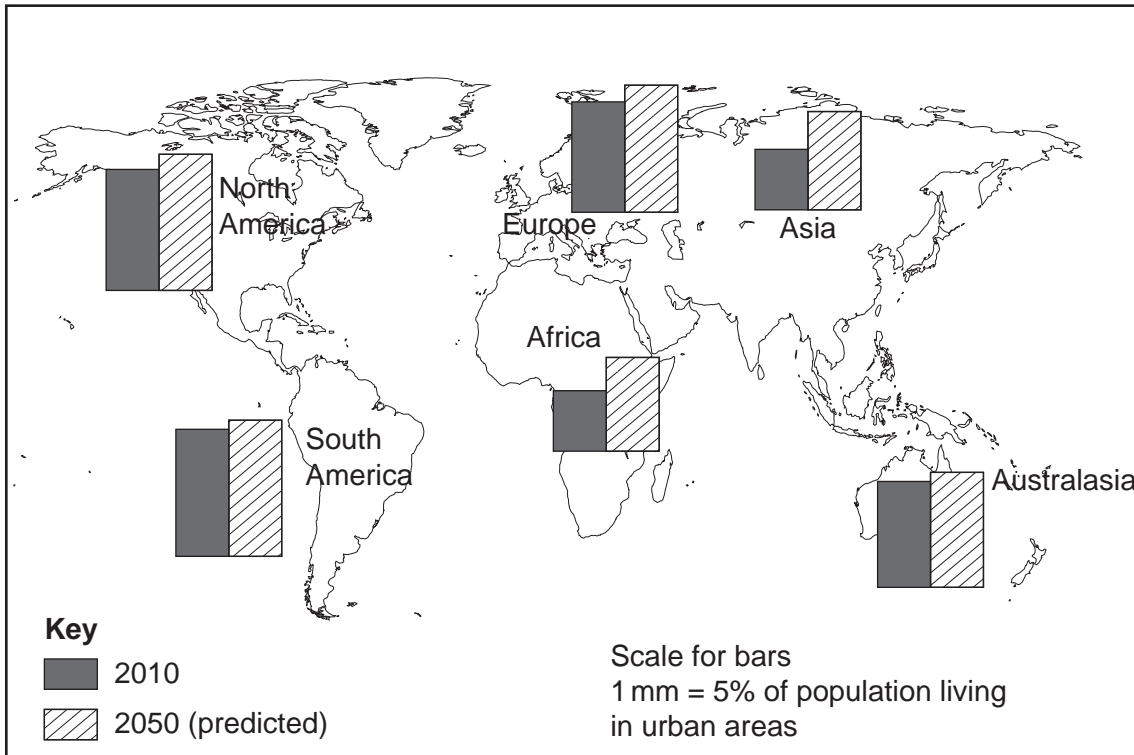 North
America
Europe
Asia
Africa
South
America
Australasia
Key
2010
2050 (predicted)
Scale for bars
1 mm = 5% of population living
in urban areas